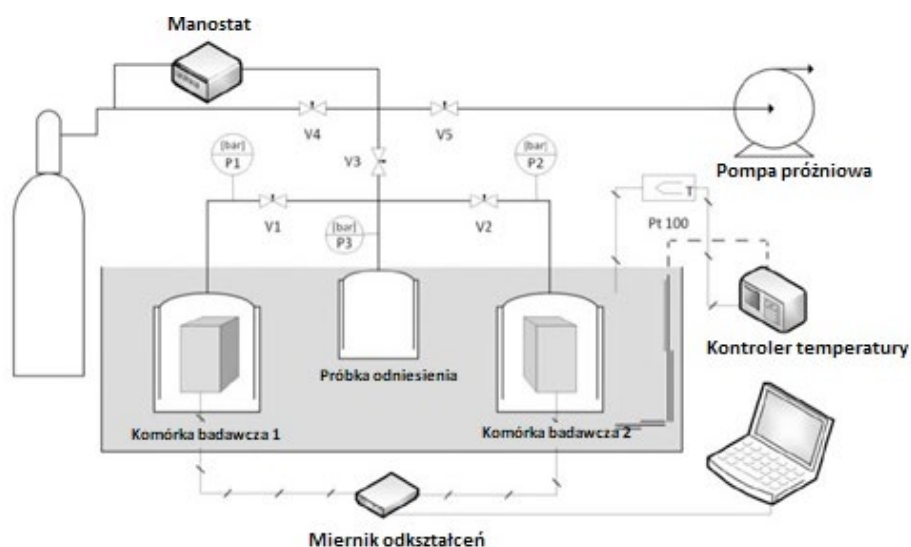 Manostat
V4
V5
[bar]
P1
V3
[bar]
P2
Pompa próżniowa
T
V1
[bar]
P3
V2
Pt 100
Kontroler temperatury
Próbka odniesienia
Komórka badawcza 1
Komórka badawcza 2
Miernik odkształceń